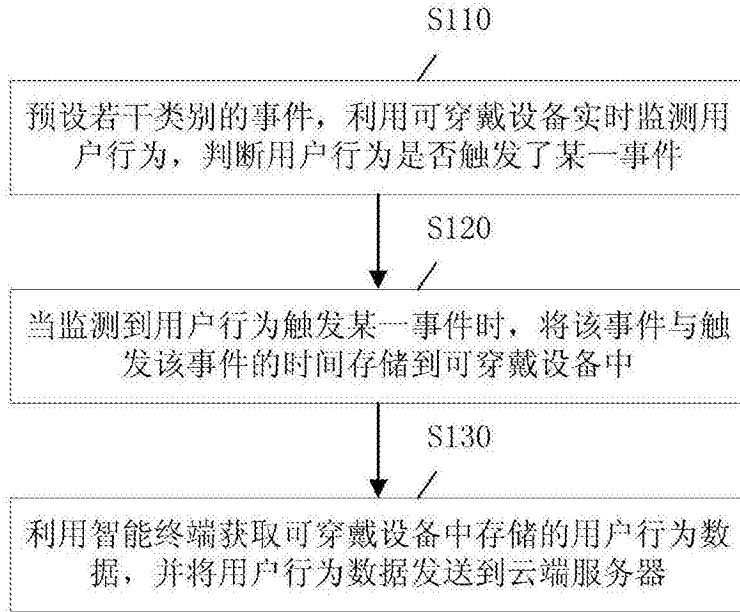 S110
预设若干类别的事件，利用可穿戴设备实时监测用
户行为，判断用户行为是否触发了某一事件
S120
当监测到用户行为触发某一事件时，将该事件与触
发该事件的时间存储到可穿戴设备中
S130
利用智能终端获取可穿戴设备中存储的用户行为数
据，并将用户行为数据发送到云端服务器